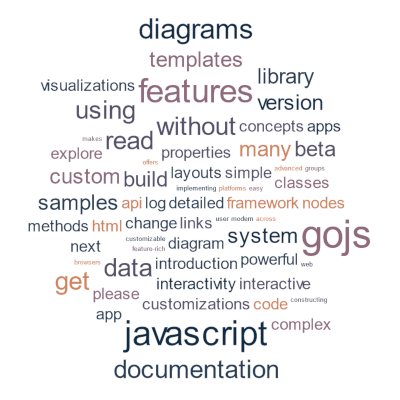 diagrams
templates
visualizations features library
using version
makes read without concepts apps
explore offers properties many beta
custom build layouts simple advanced groups
implementing platforms easy classes
samples api log detailed framework nodes
methods html change links user modern across
customizable
next feature-rich diagram system gojs
browsers data introduction powerful web
get interactivity interactive
please customizations code constructing
app
javascript complex
documentation